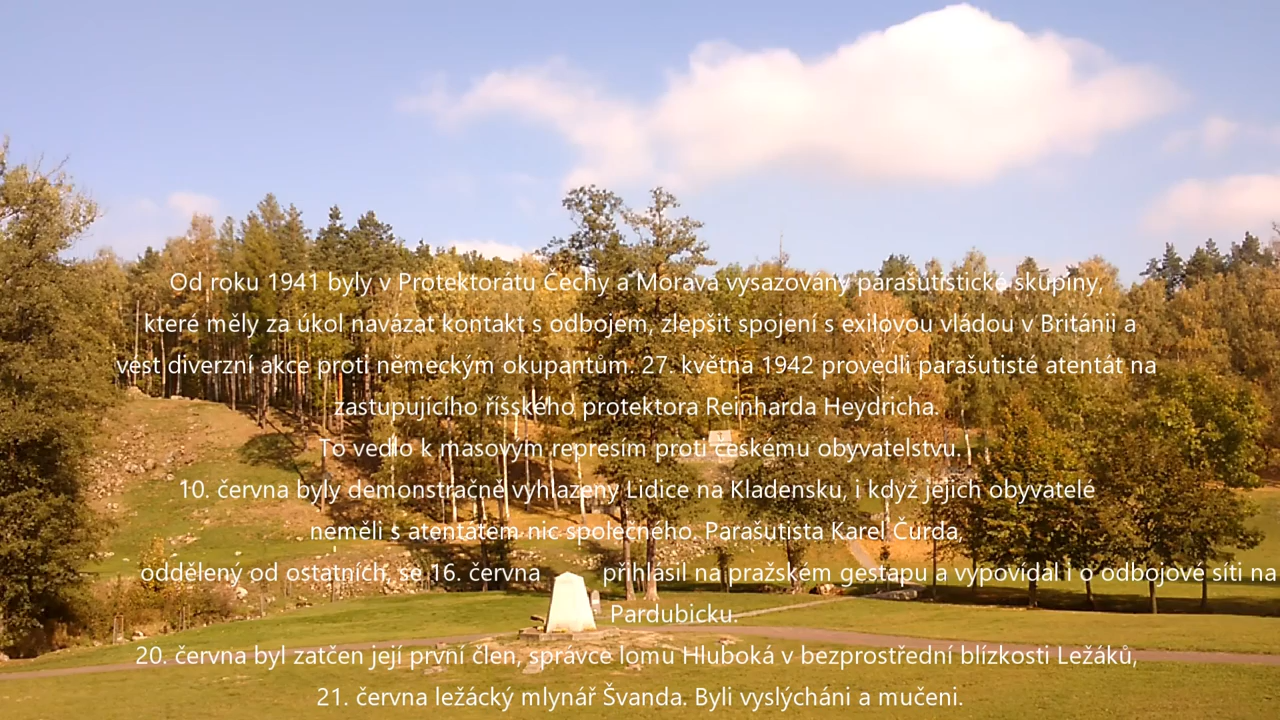 Od roku 1941 byly v Protektorátu Čechy a Morava vysazovány parašutistické skupiny,
které měly za úkol navázat kontakt s odbojem, zlepšit spojení s exilovou vládou v Británii a
vést diverzní akce proti německým okupantům. 27. května 1942 provedli parašutisté atentát na
zastupujícího říšského protektora Reinharda Heydricha.
To vedlo k masovým represím proti českému obyvatelstvu.
10. června byly demonstračně vyhlazeny Lidice na Kladensku, i když jejich obyvatelé
neměli s atentátem nic společného. Parašutista Karel Čurda,
oddělený od ostatních, se 16. června přihlásil na pražském gestapu a vypovídal i o odbojové síti na
Pardubicku.
20. června byl zatčen její první člen, správce lomu Hluboká v bezprostřední blízkosti Ležáků,
21. června ležácký mlynář Švanda. Byli vyslýcháni a mučeni.